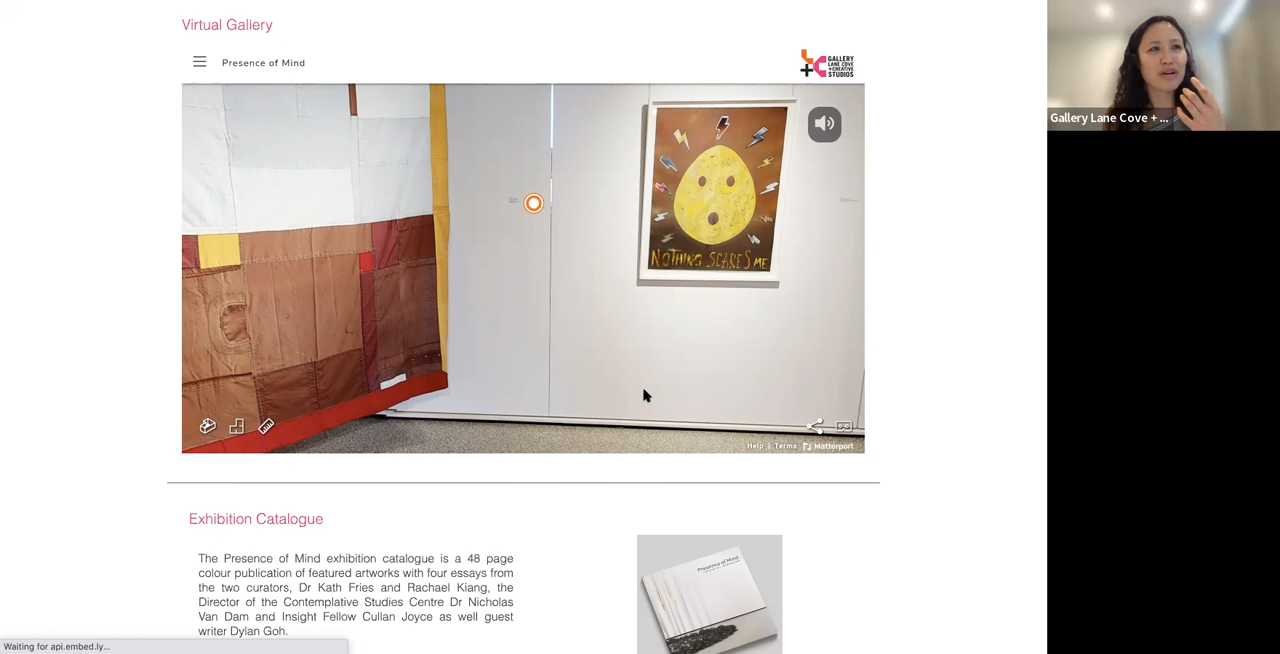 Virtual Gallery
Presence of Mind
GALLERY
LANE COVE
+CREATIVE
STUDIOS
NOTHING SCARES ME
Help | Terms Matterport
Exhibition Catalogue
The Presence of Mind exhibition catalogue is a 48 page
colour publication of featured artworks with four essays from
the two curators, Dr Kath Fries and Rachael Kiang, the
Director of the Contemplative Studies Centre Dr Nicholas
Van Dam and Insight Fellow Cullan Joyce as well guest
writer Dylan Goh.
Presence of Mind
Waiting for api.embed.ly...
Gallery Lane Cove + ...